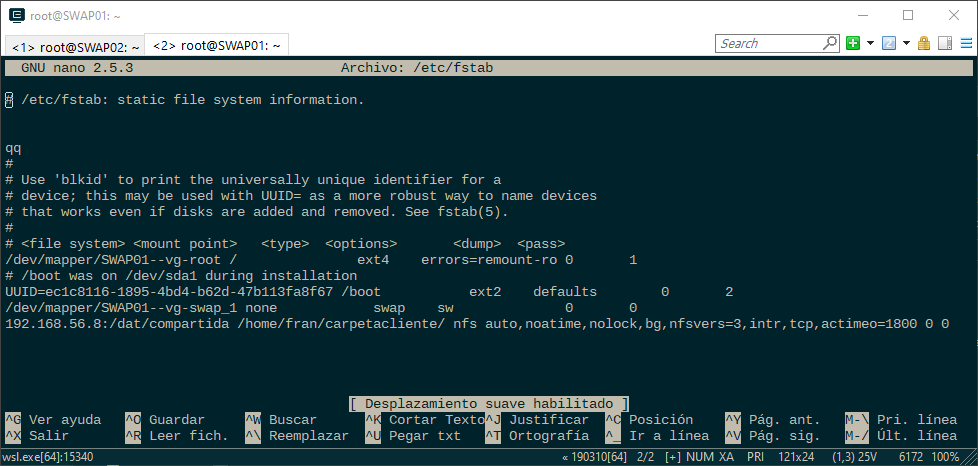 root@SWAP01: ~
<1> root@SWAP02: ~ <2> root@SWAP01: ~ Search
GNU nano 2.5.3 Archivo: /etc/fstab
# /etc/fstab: static file system information.
qq
#
# Use 'blkid' to print the universally unique identifier for a
# device; this may be used with UUID= as a more robust way to name devices
# that works even if disks are added and removed. See fstab(5).
#
# <file system> <mount point>   <type>  <options>       <dump>  <pass>
/dev/mapper/SWAP01--vg-root /               ext4    errors=remount-ro 0       1
# /boot was on /dev/sda1 during installation
UUID=ec1c8116-1895-4bd4-b62d-47b113fa8f67 /boot           ext2    defaults        0       2
/dev/mapper/SWAP01--vg-swap_1 none            swap    sw              0       0
192.168.56.8:/dat/compartida /home/fran/carpetacliente/ nfs auto,noatime,nolock,bg,nfsvers=3,intr,tcp,actimeo=1800 0 0
[ Desplazamiento suave habilitado ]
^G Ver ayuda ^O Guardar ^W Buscar ^K Cortar Texto ^J Justificar ^C Posición ^Y Pág. ant. M-\ Pri. línea
^X Salir ^R Leer fich. ^\ Reemplazar ^U Pegar txt ^T Ortografía ^_ Ir a línea ^V Pág. sig. M-/ Últ. línea
wsl.exe[64]:15340 « 190310[64] 2/2 [+] NUM XA PRI 121x24 (1,3) 25V 6172 100%